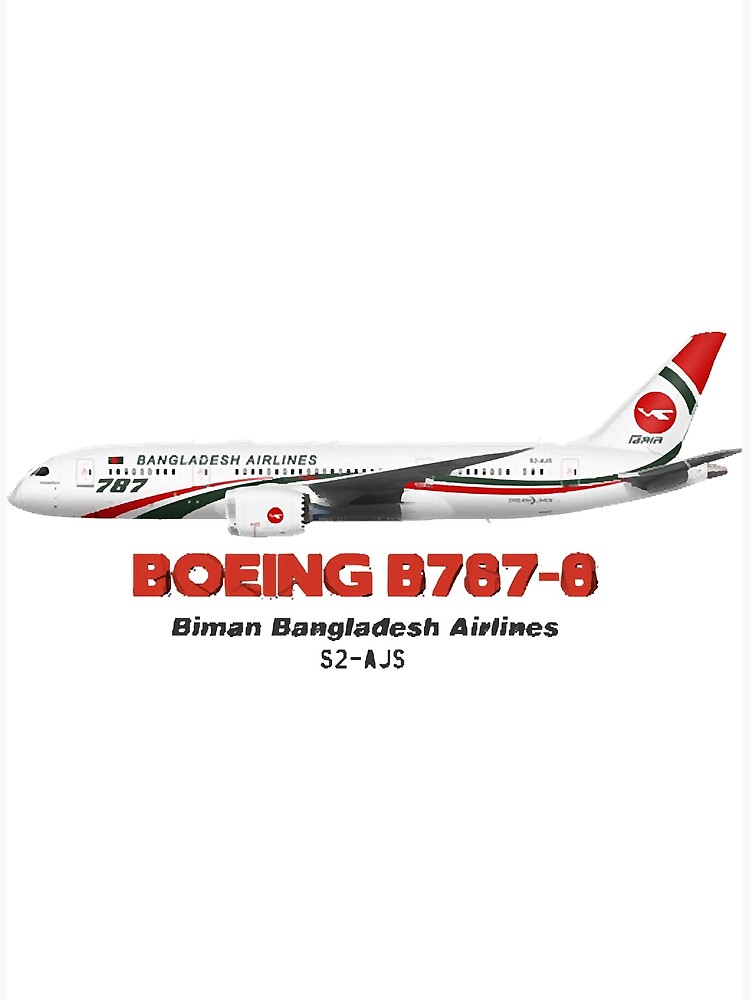 বিমান
BANGLADESH AIRLINES
S2-AJS
787
BOEING B787-8
Biman Bangladesh Airlines
S2-AJS